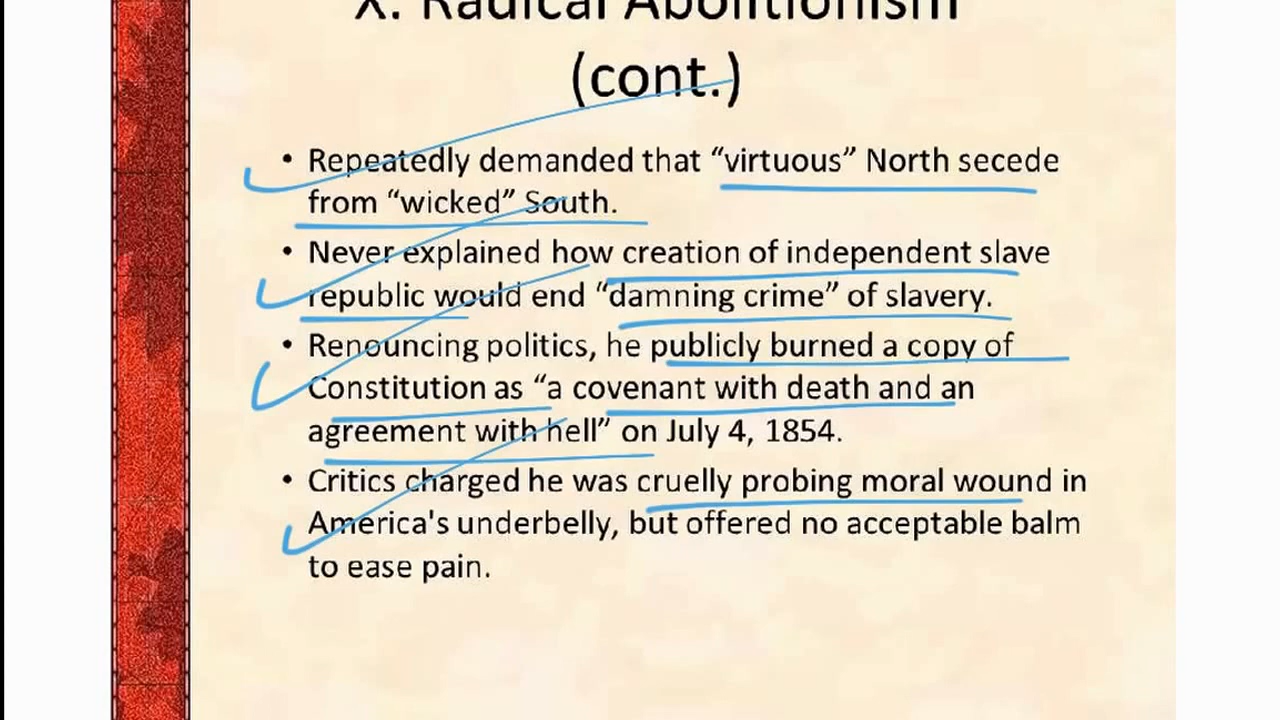 X. Radical Abolitionism
(cont.)
• Repeatedly demanded that “virtuous” North secede
from “wicked” South.
• Never explained how creation of independent slave
republic would end “damning crime” of slavery.
• Renouncing politics, he publicly burned a copy of
Constitution as “a covenant with death and an
agreement with hell” on July 4, 1854.
• Critics charged he was cruelly probing moral wound in
America's underbelly, but offered no acceptable balm
to ease pain.